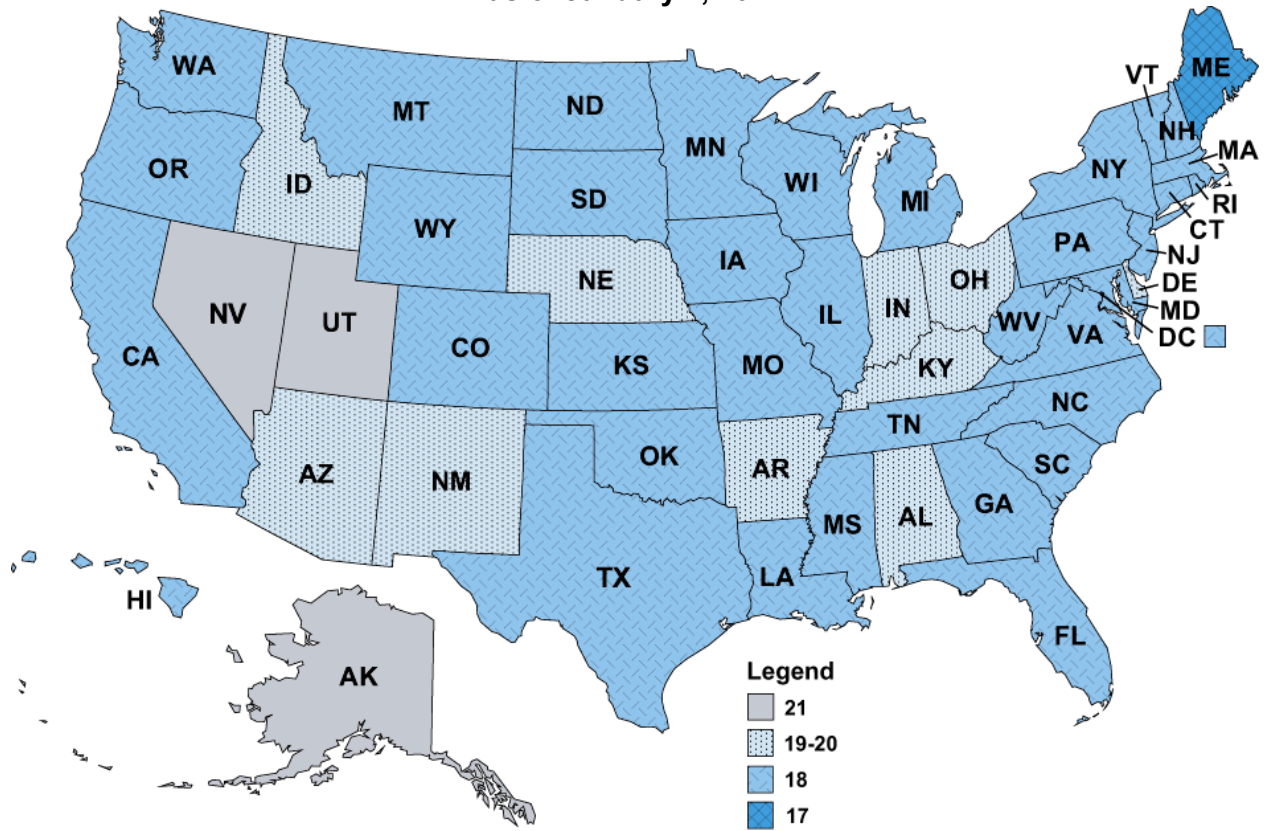 WA
MT
ND
MN
VT
ME
NH
MA
OR
ID
SD
WI
MI
NY
RI
CT
WY
IA
PA
NJ
DE
MD
DC
NE
NV
UT
CO
IL
IN
OH
WV
VA
CA
KS
MO
KY
NC
TN
AZ
NM
OK
AR
SC
MS
AL
GA
TX
LA
HI
FL
AK
Legend
21
19-20
18
17